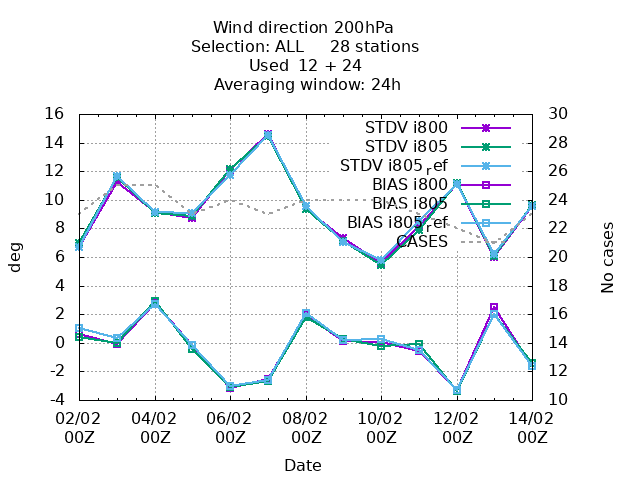 Wind direction 200hPa
Selection: ALL 28 stations
Used 12 + 24
Averaging window: 24h
16 30
14 28
12 26
10 24
8 22
6 20
4 18
2 16
0 14
-2 12
-4 10
deg
No cases
STDV i800
STDV i805
STDV i805ref
BIAS i800
BIAS i805
BIAS i805ref
CASES
02/02 04/02 06/02 08/02 10/02 12/02 14/02
00Z 00Z 00Z 00Z 00Z 00Z 00Z
Date